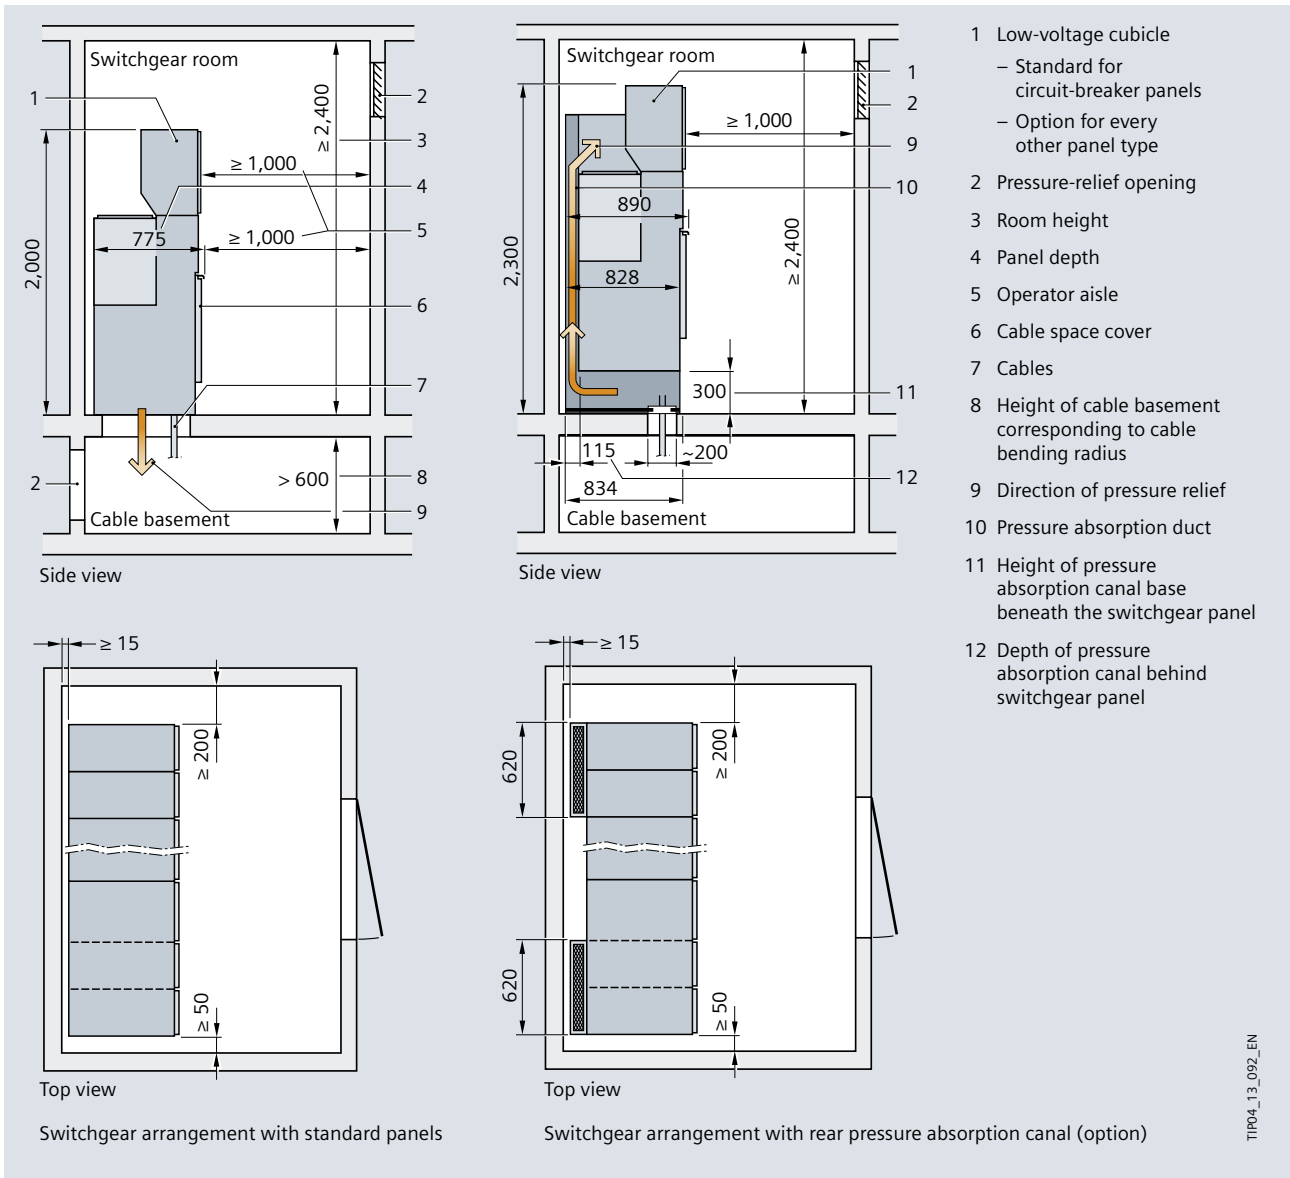 Switchgear room
1
2
≥ 2,400
3
≥ 1,000
4
775
≥ 1,000
5
2,000
6
7
> 600
8
2
9
Cable basement
Side view
Switchgear room
1
2
≥ 1,000
9
10
890
2,300
≥ 2,400
828
300
11
115
~200
12
834
Cable basement
Side view
1 Low-voltage cubicle
– Standard for
circuit-breaker panels
– Option for every
other panel type
2 Pressure-relief opening
3 Room height
4 Panel depth
5 Operator aisle
6 Cable space cover
7 Cables
8 Height of cable basement
corresponding to cable
bending radius
9 Direction of pressure relief
10 Pressure absorption duct
11 Height of pressure
absorption canal base
beneath the switchgear panel
12 Depth of pressure
absorption canal behind
switchgear panel
≥ 15
≥ 200
≥ 50
Top view
Switchgear arrangement with standard panels
≥ 15
620
≥ 200
620
≥ 50
Top view
Switchgear arrangement with rear pressure absorption canal (option)
TIP04_13_092_EN